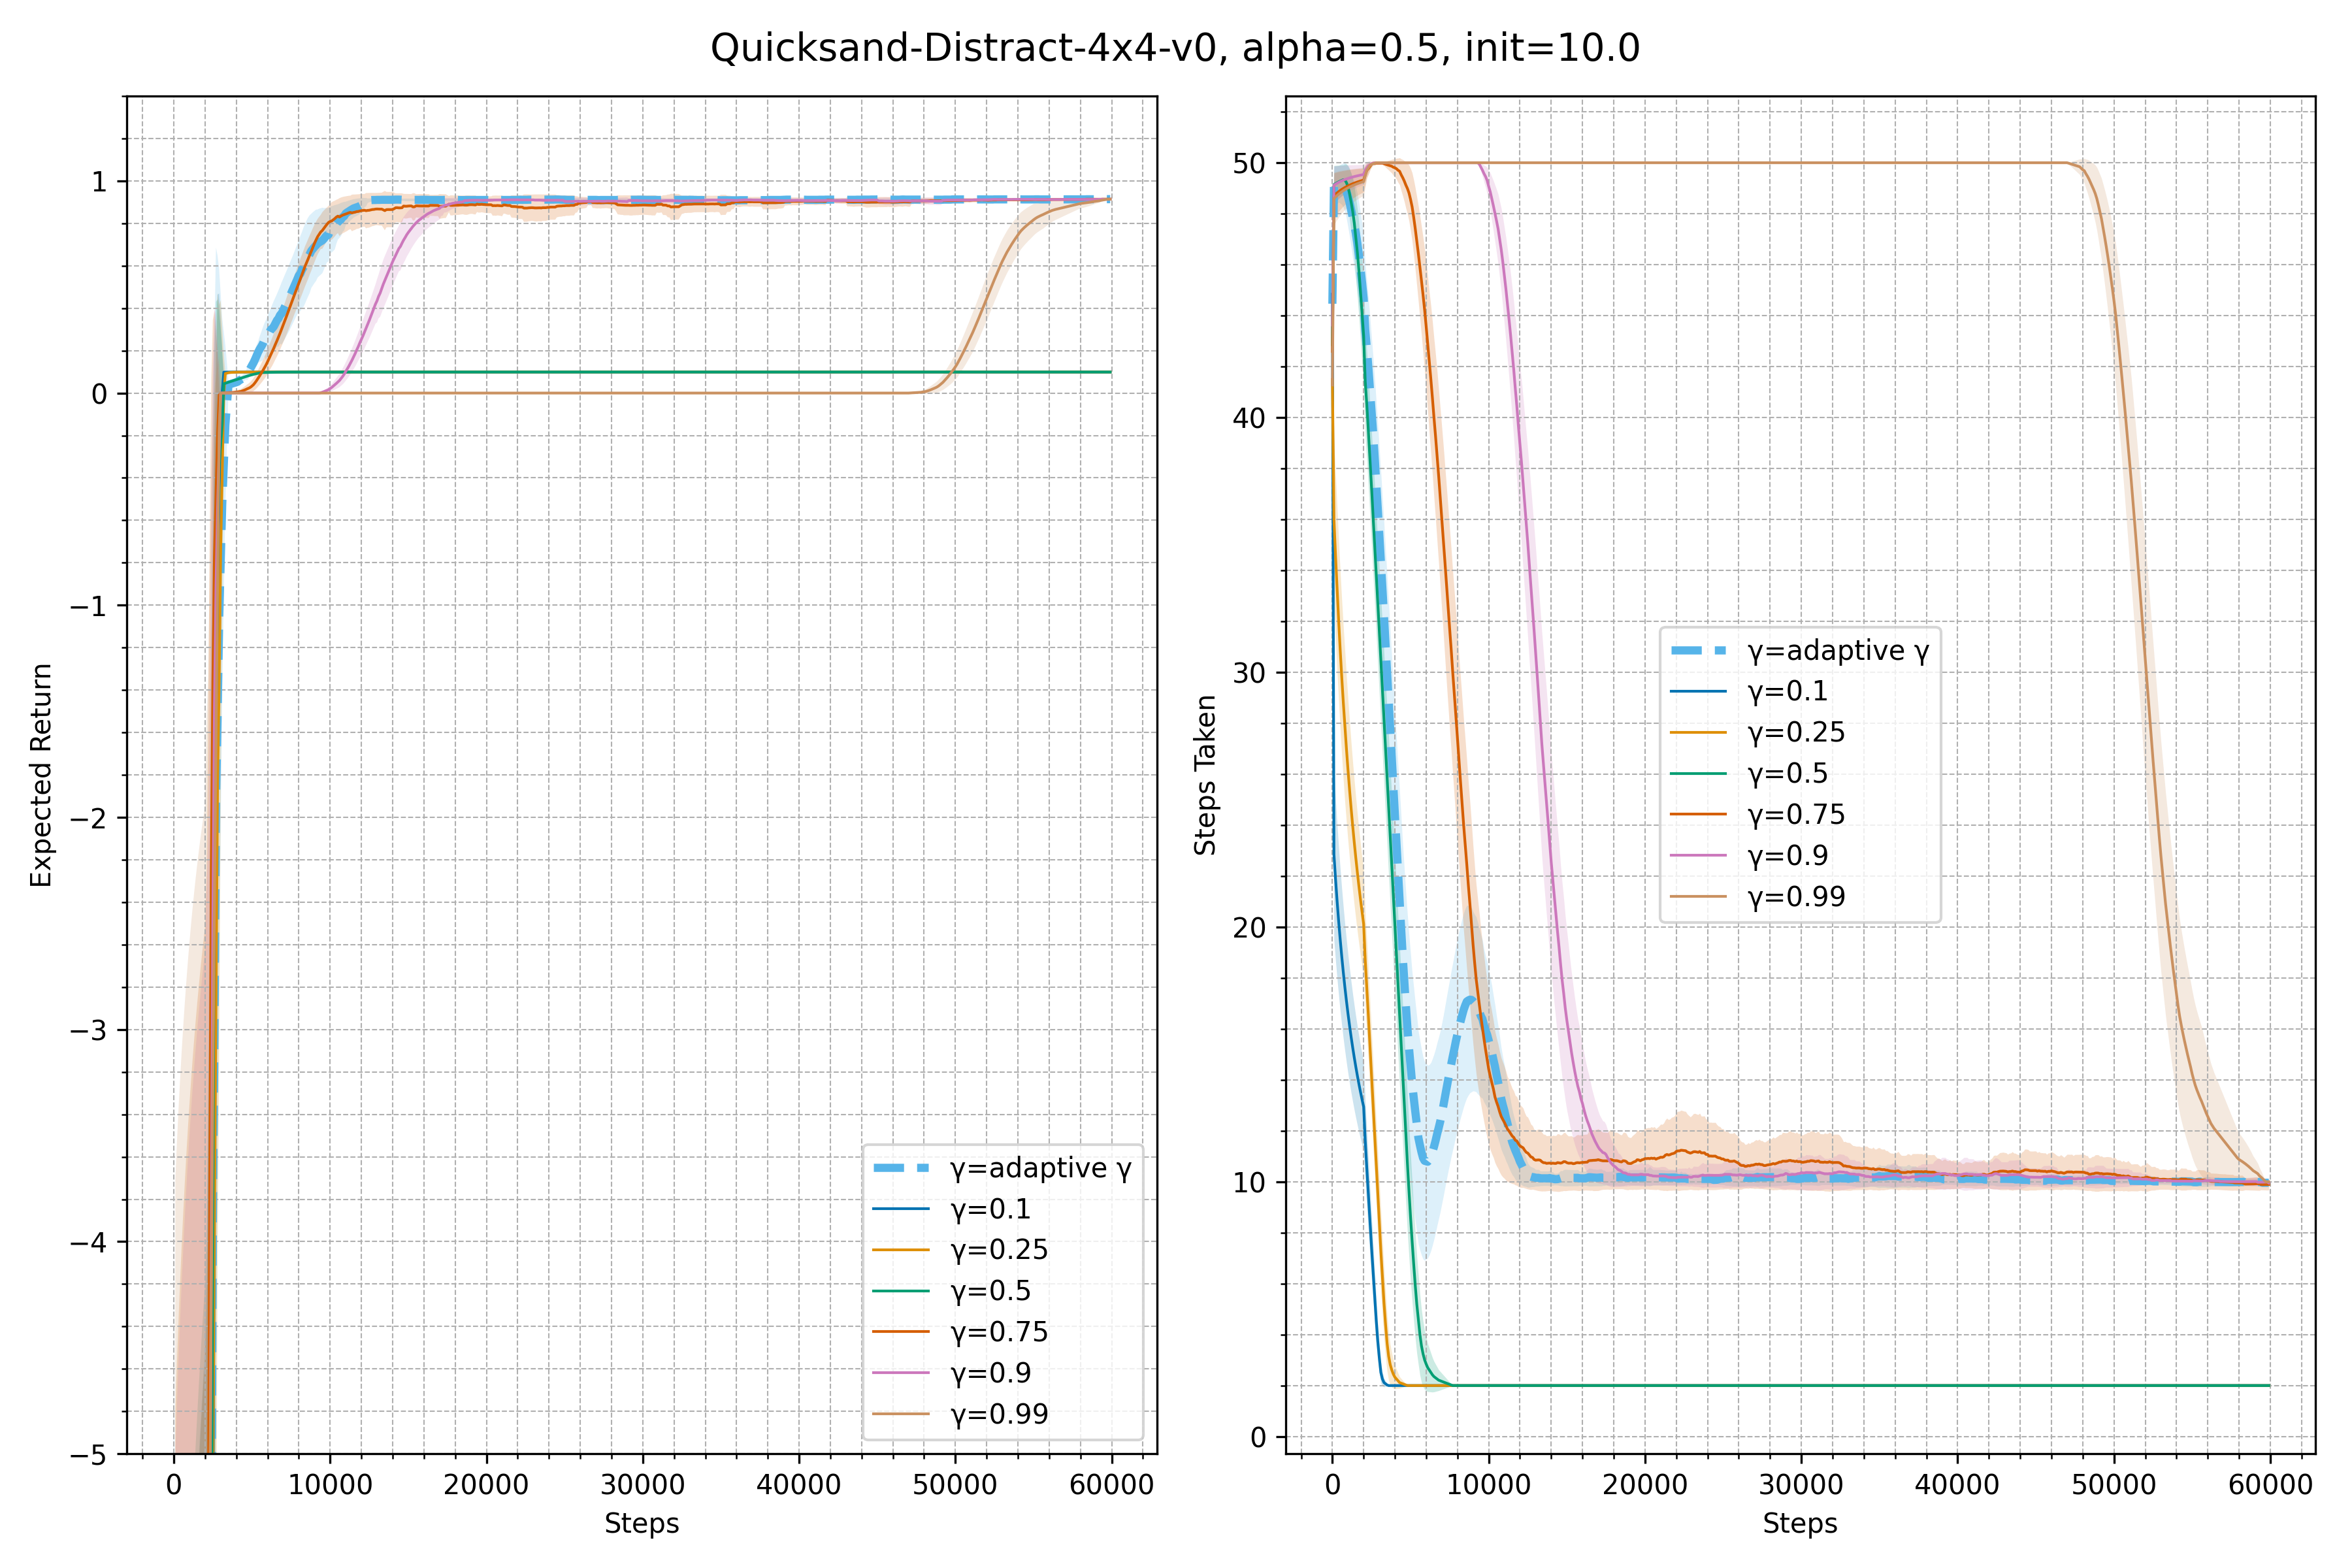 Quicksand-Distract-4x4-v0, alpha=0.5, init=10.0
Expected Return
1
0
−1
−2
−3
−4
−5
0
10000
20000
30000
40000
50000
60000
Steps
γ=adaptive γ
γ=0.1
γ=0.25
γ=0.5
γ=0.75
γ=0.9
γ=0.99
Steps Taken
50
40
30
20
10
0
0
10000
20000
30000
40000
50000
60000
Steps
γ=adaptive γ
γ=0.1
γ=0.25
γ=0.5
γ=0.75
γ=0.9
γ=0.99